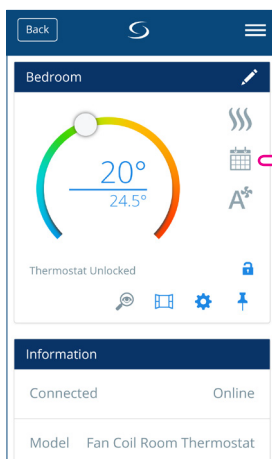 Back
Bedroom
20°
24.5°
A
Thermostat Unlocked
Information
Connected Online
Model Fan Coil Room Thermostat